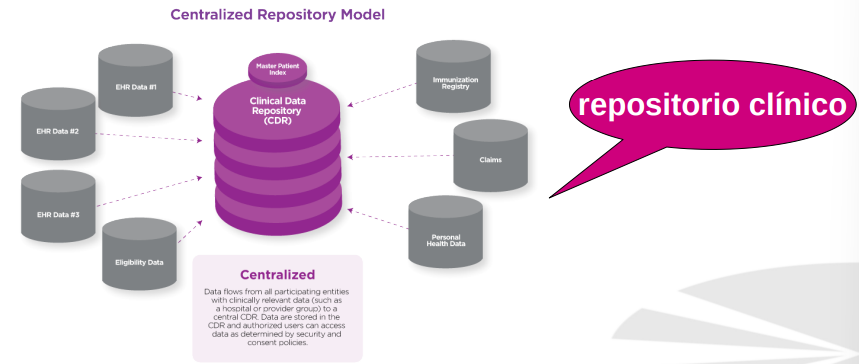 Centralized Repository Model
Master Patient
Index
Clinical Data
Repository
(CDR)
EHR Data #1
EHR Data #2
EHR Data #3
Eligibility Data
Immunization
Registry
Claims
Personal
Health Data
repositorio clínico
Centralized
Data flows from all participating entities
with clinically relevant data (such as
a hospital or provider group) to a
central CDR. Data are stored in the
CDR and authorized users can access
data as determined by security and
consent policies.